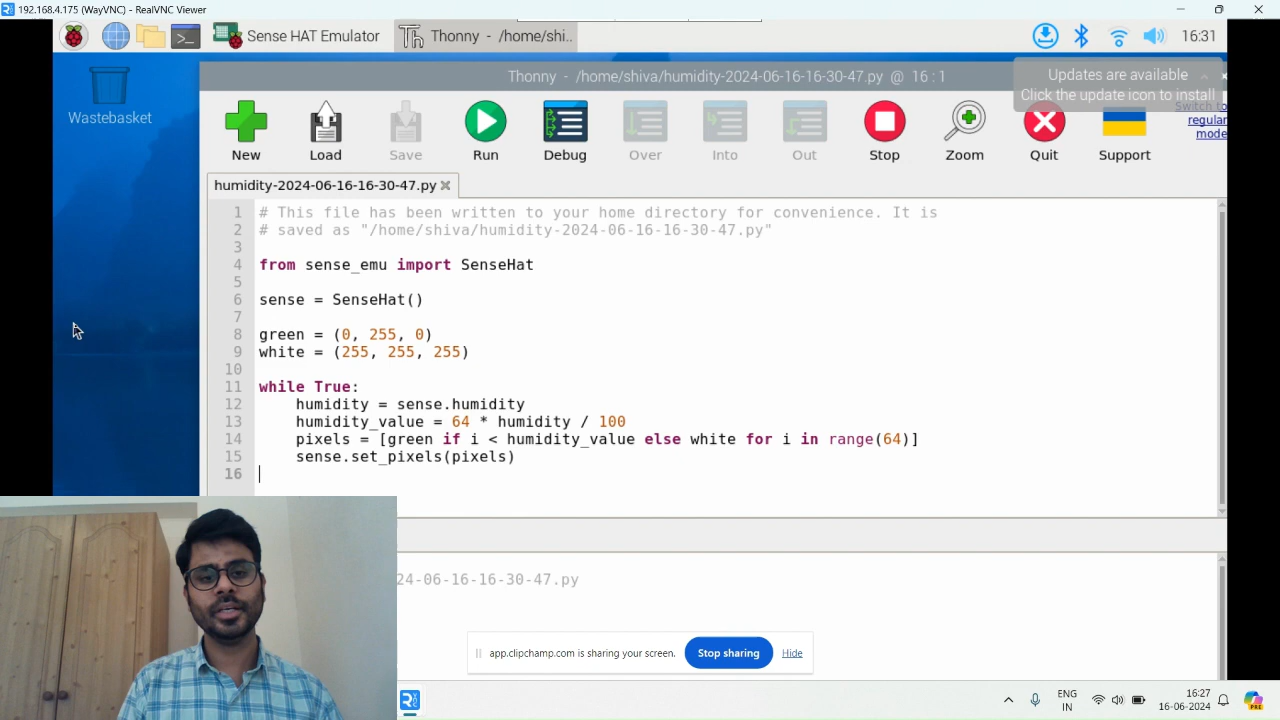 192.168.4.175 (WayVNC) - RealVNC Viewer
Sense HAT Emulator
Thonny - /home/shi..
16:31
Wastebasket
Thonny - /home/shiva/humidity-2024-06-16-16-30-47.py @ 16 : 1
Updates are available
Click the update icon to install
Switch to
regular
mode
New
Load
Save
Run
Debug
Over
Into
Out
Stop
Zoom
Quit
Support
humidity-2024-06-16-16-30-47.py
1 # This file has been written to your home directory for convenience. It is
2 # saved as "/home/shiva/humidity-2024-06-16-16-30-47.py"
3
4 from sense_emu import SenseHat
5
6 sense = SenseHat()
7
8 green = (0, 255, 0)
9 white = (255, 255, 255)
10
11 while True:
12     humidity = sense.humidity
13     humidity_value = 64 * humidity / 100
14     pixels = [green if i < humidity_value else white for i in range(64)]
15     sense.set_pixels(pixels)
16
24-06-16-16-30-47.py
app.clipchamp.com is sharing your screen.
Stop sharing
Hide
ENG
IN
16:27
16-06-2024
PRE